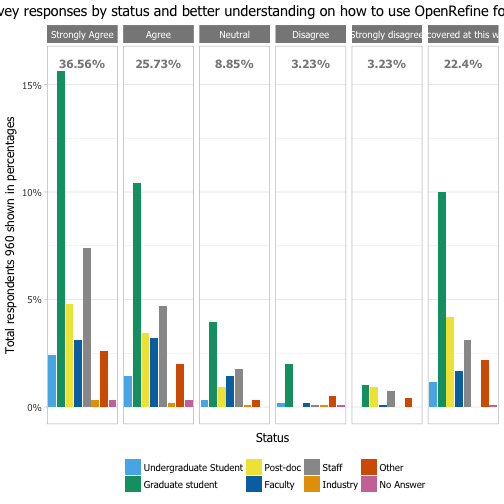 vey responses by status and better understanding on how to use OpenRefine fo
Strongly Agree Agree Neutral Disagree Strongly disagree covered at this w
36.56% 25.73% 8.85% 3.23% 3.23% 22.4%
15%
10%
5%
0%
Total respondents 960 shown in percentages
Status
Undergraduate Student Post-doc Staff Other
Graduate student Faculty Industry No Answer